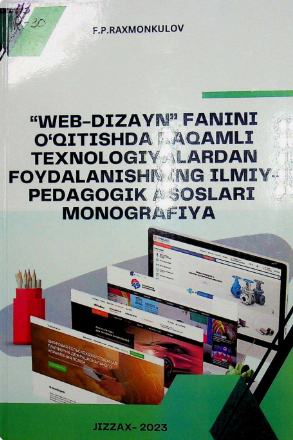 F.P.RAXMONKULOV
“WEB-DIZAYN” FANINI
O‘QITISHDA RAQAMLI
TEXNOLOGIYALARDAN
FOYDALANISHNING ILMIY-
PEDAGOGIK ASOSLARI
MONOGRAFIYA
JIZZAX- 2023